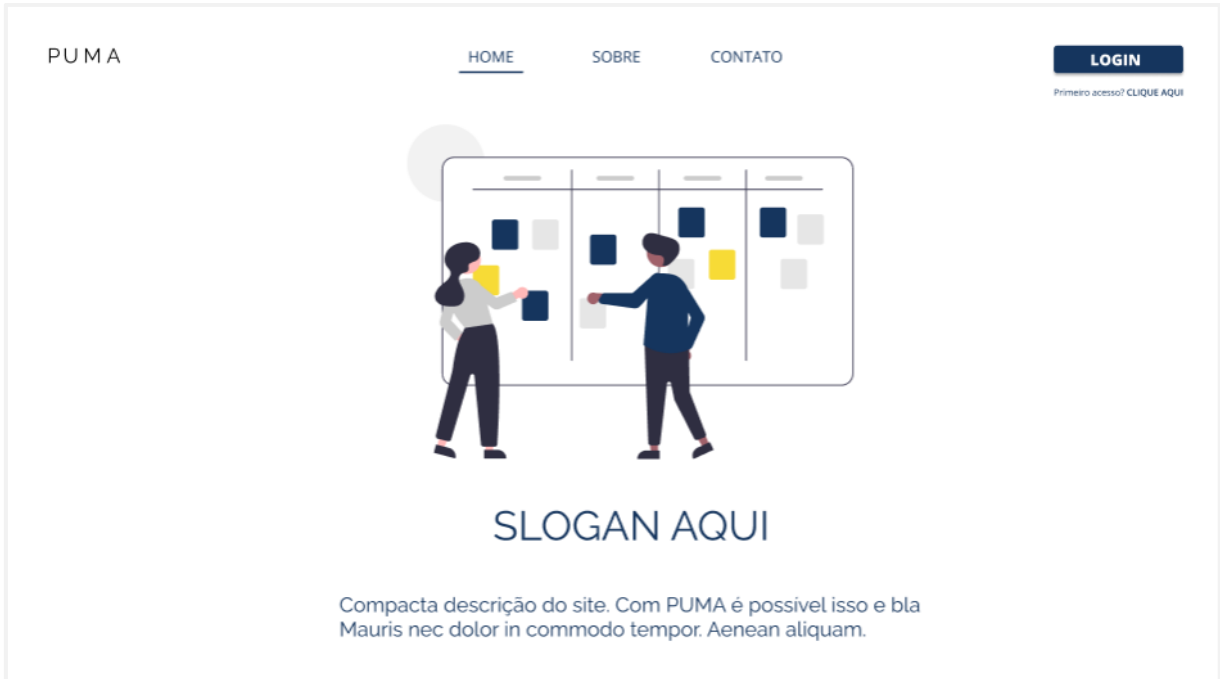 PUMA
HOME
SOBRE
CONTATO
LOGIN
Primeiro acesso? CLIQUE AQUI
SLOGAN AQUI
Compacta descrição do site. Com PUMA é possível isso e bla
Mauris nec dolor in commodo tempor. Aenean aliquam.